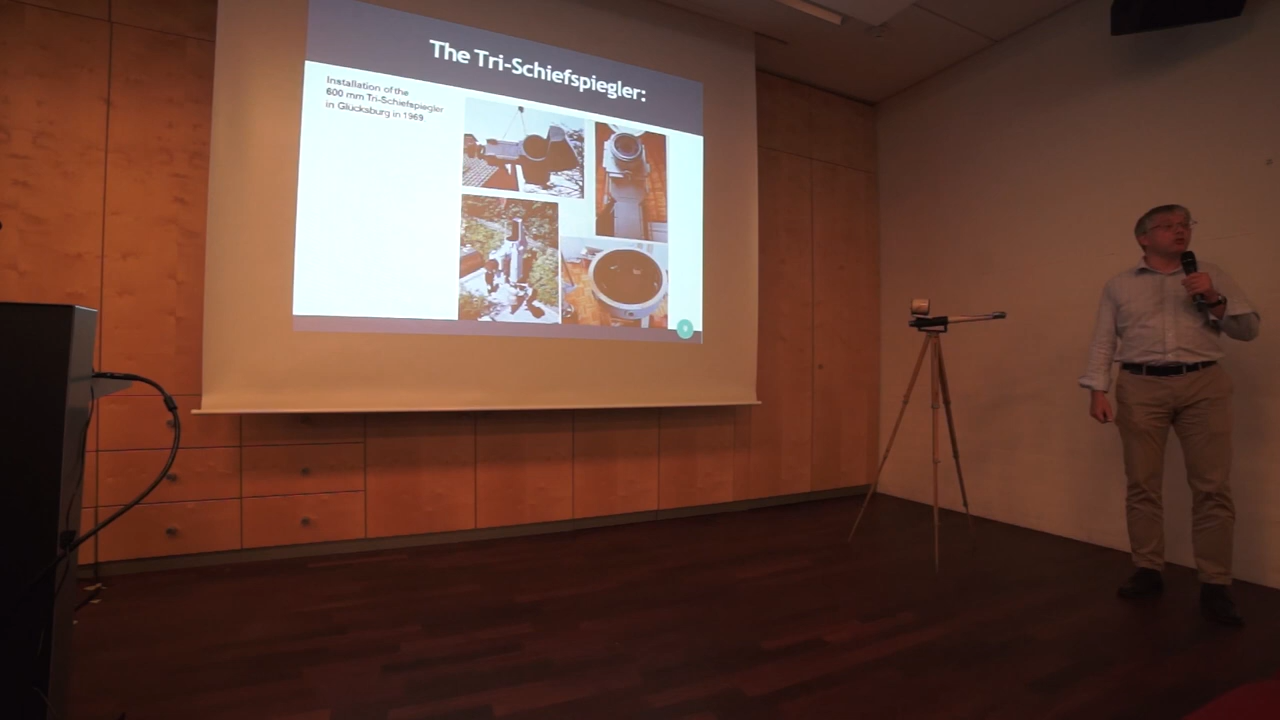 The Tri-Schiefspiegler:
Installation of the
600 mm Tri-Schiefspiegler
in Glücksburg in 1969